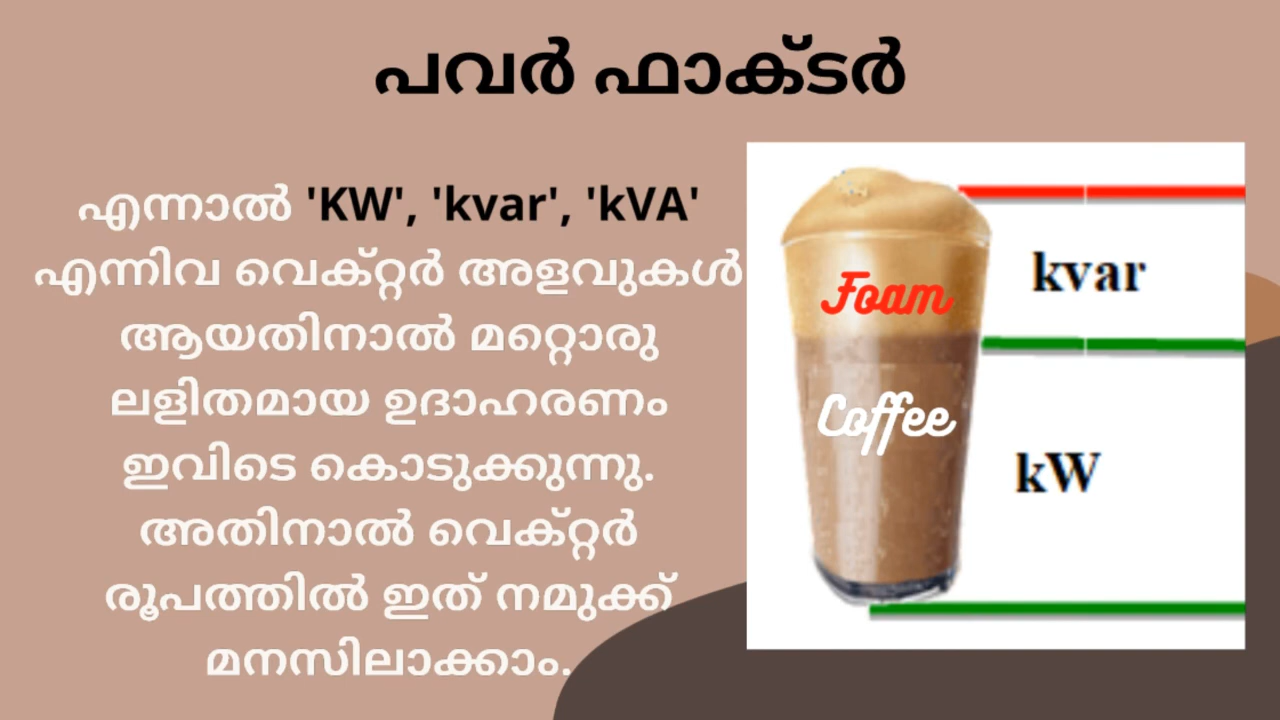 പവർ ഫാക്ടർ
എന്നാൽ 'KW', 'kvar', 'kVA'
എന്നിവ വെക്റ്റർ അളവുകൾ
ആയതിനാൽ മറ്റൊരു
ലളിതമായ ഉദാഹരണം
ഇവിടെ കൊടുക്കുന്നു.
അതിനാൽ വെക്റ്റർ
രൂപത്തിൽ ഇത് നമുക്ക്
മനസിലാക്കാം.
Foam
Coffee
kvar
kW